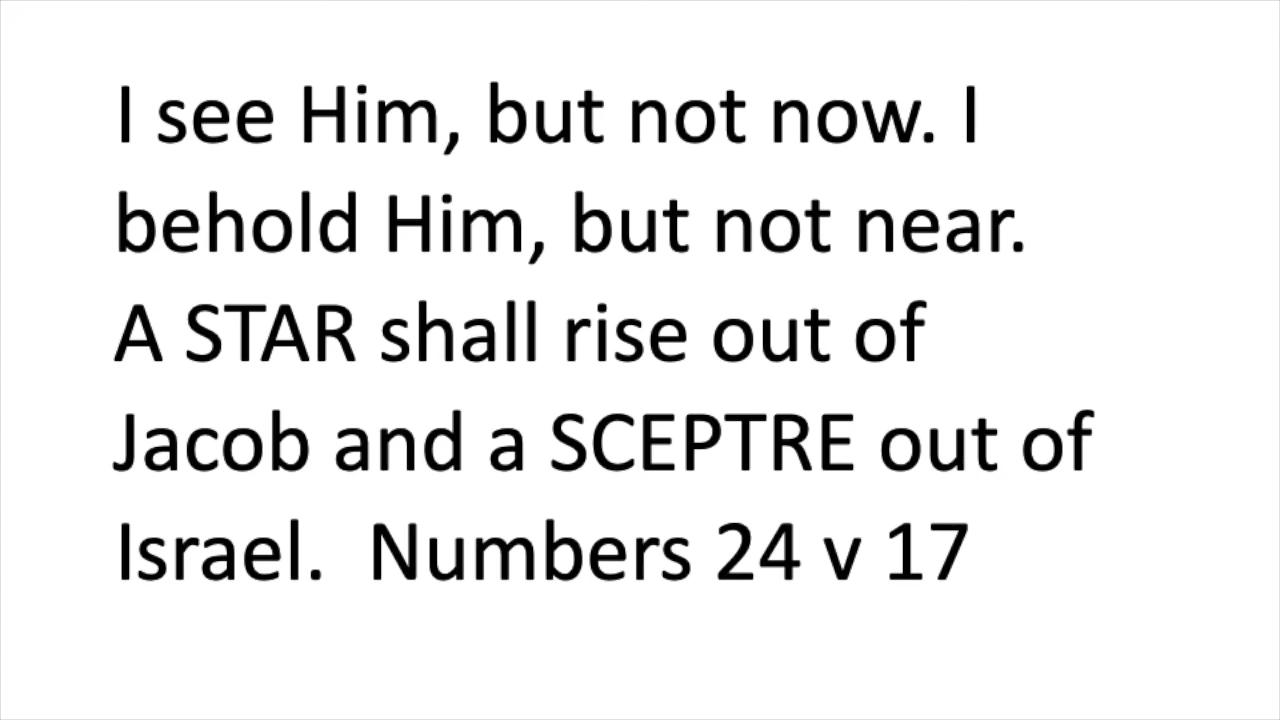 I see Him, but not now. I
behold Him, but not near.
A STAR shall rise out of
Jacob and a SCEPTRE out of
Israel.  Numbers 24 v 17